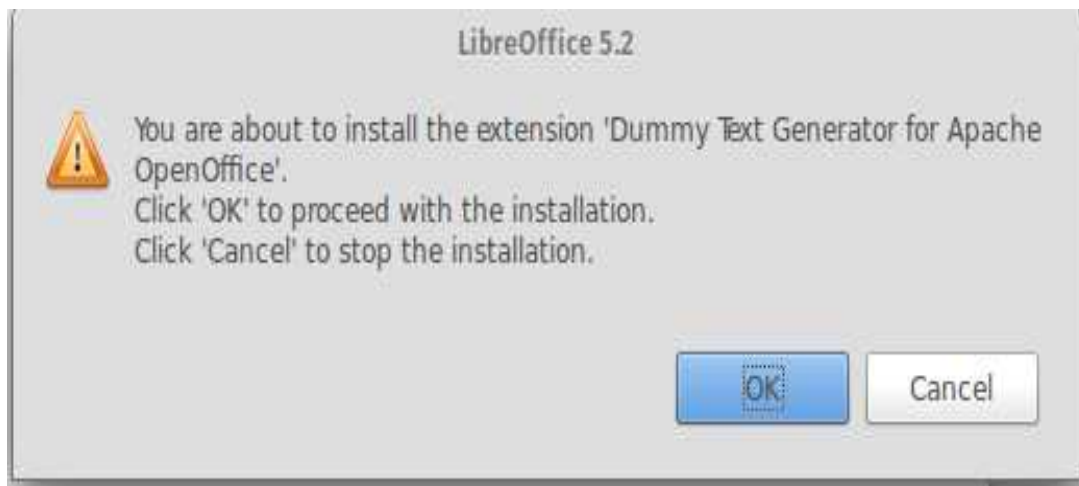 LibreOffice 5.2
You are about to install the extension 'Dummy Text Generator for Apache
OpenOffice'.
Click 'OK' to proceed with the installation.
Click 'Cancel' to stop the installation.
OK
Cancel